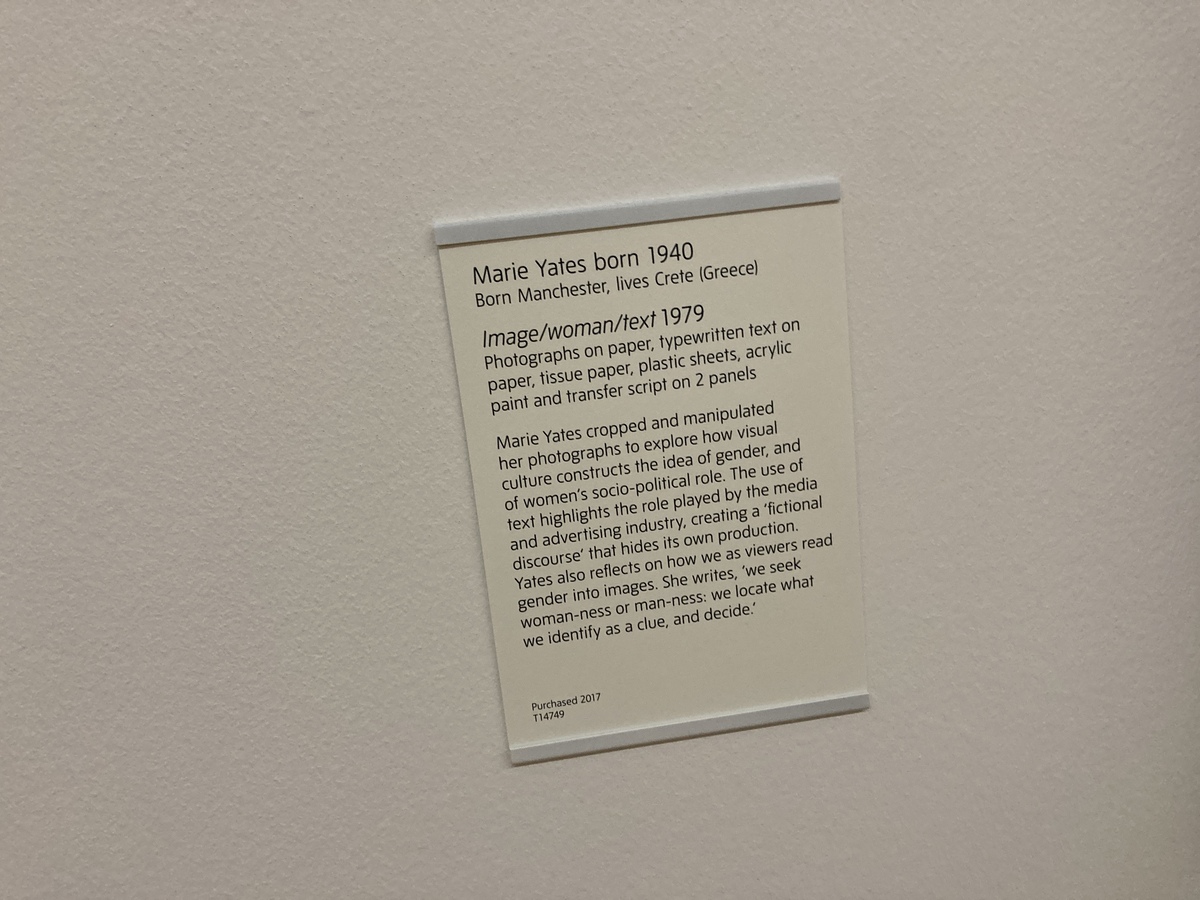 Marie Yates born 1940
Born Manchester, lives Crete (Greece)
Image/woman/text 1979
Photographs on paper, typewritten text on
paper, tissue paper, plastic sheets, acrylic
paint and transfer script on 2 panels
Marie Yates cropped and manipulated
her photographs to explore how visual
culture constructs the idea of gender, and
of women's socio-political role. The use of
text highlights the role played by the media
and advertising industry, creating a 'fictional
discourse' that hides its own production.
Yates also reflects on how we as viewers read
gender into images. She writes, 'we seek
woman-ness or man-ness: we locate what
we identify as a clue, and decide.'
Purchased 2017
T14749